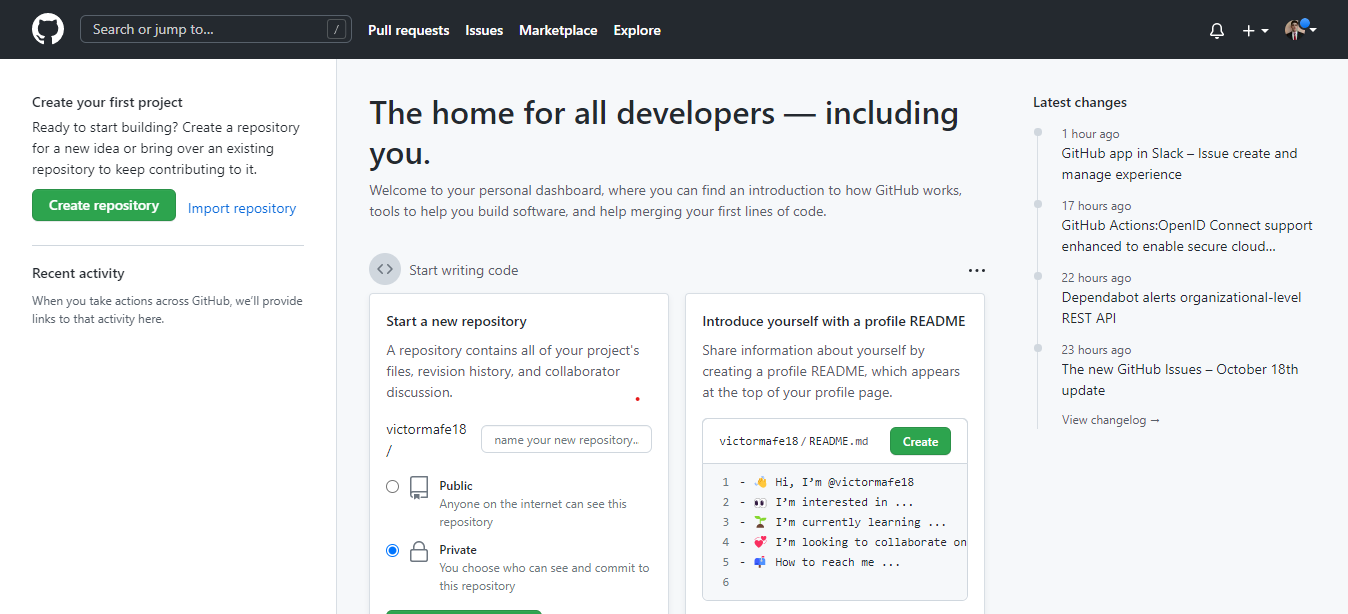 Search or jump to...
/
Pull requests
Issues
Marketplace
Explore
Create your first project
Ready to start building? Create a repository
for a new idea or bring over an existing
repository to keep contributing to it.
Create repository
Import repository
Recent activity
When you take actions across GitHub, we'll provide
links to that activity here.
The home for all developers — including
you.
Welcome to your personal dashboard, where you can find an introduction to how GitHub works,
tools to help you build software, and help merging your first lines of code.
Start writing code
Start a new repository
A repository contains all of your project's
files, revision history, and collaborator
discussion.
victormafe18
/
name your new repository...
Public
Anyone on the internet can see this
repository
Private
You choose who can see and commit to
this repository
Introduce yourself with a profile README
Share information about yourself by
creating a profile README, which appears
at the top of your profile page.
victormafe18 / README.md
Create
1 - 👋 Hi, I'm @victormafe18
2 - 👀 I'm interested in ...
3 - 🌱 I'm currently learning ...
4 - 💞️ I'm looking to collaborate on
5 - 📫 How to reach me ...
6
Latest changes
1 hour ago
GitHub app in Slack – Issue create and
manage experience
17 hours ago
GitHub Actions:OpenID Connect support
enhanced to enable secure cloud...
22 hours ago
Dependabot alerts organizational-level
REST API
23 hours ago
The new GitHub Issues – October 18th
update
View changelog →